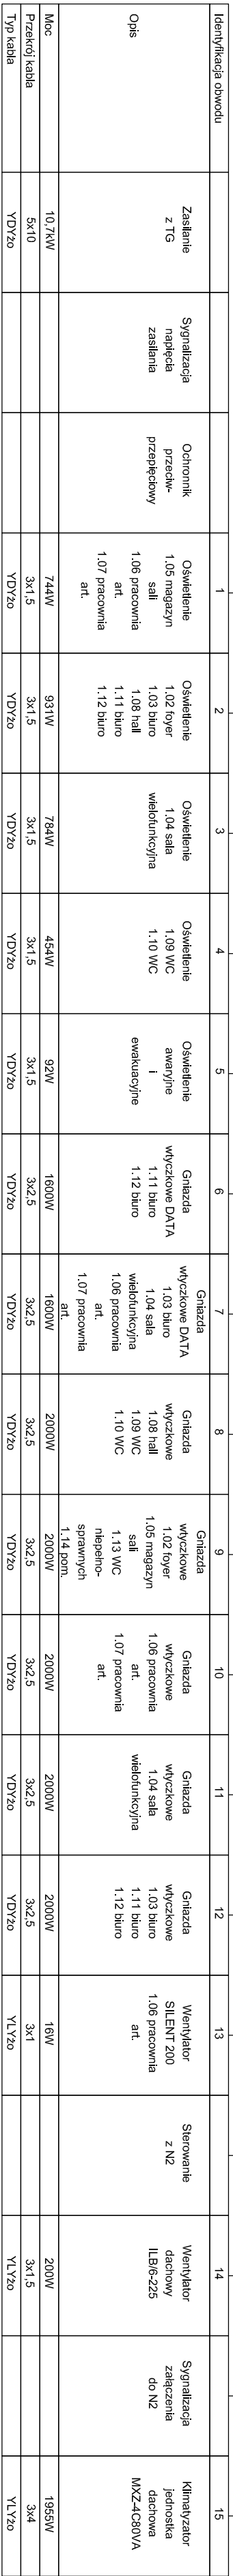 Identyfikacja obwodu
1
2
3
4
5
6
7
8
9
10
11
12
13
14
15
Opis
Zasilanie
z TG
Sygnalizacja
napięcia
zasilania
Ochronnik
przeciw-
przepięciowy
Oświetlenie
1.05 magazyn
sali
1.06 pracownia
art.
1.07 pracownia
art.
Oświetlenie
1.02 foyer
1.03 biuro
1.08 hall
1.11 biuro
1.12 biuro
Oświetlenie
1.04 sala
wielofunkcyjna
Oświetlenie
1.09 WC
1.10 WC
Oświetlenie
awaryjne
i
ewakuacyjne
Gniazda
wtyczkowe DATA
1.11 biuro
1.12 biuro
Gniazda
wtyczkowe DATA
1.03 biuro
1.04 sala
wielofunkcyjna
1.06 pracownia
art.
1.07 pracownia
art.
Gniazda
wtyczkowe
1.08 hall
1.09 WC
1.10 WC
Gniazda
wtyczkowe
1.02 foyer
1.05 magazyn
sali
1.13 WC
niepełno-
sprawnych
1.14 pom.
Gniazda
wtyczkowe
1.06 pracownia
art.
1.07 pracownia
art.
Gniazda
wtyczkowe
1.04 sala
wielofunkcyjna
Gniazda
wtyczkowe
1.03 biuro
1.11 biuro
1.12 biuro
Wentylator
SILENT 200
1.06 pracownia
art.
Sterowanie
z N2
Wentylator
dachowy
ILB/6-225
Sygnalizacja
załączenia
do N2
Klimatyzator
jednostka
dachowa
MXZ-4C80VA
Moc
10,7kW
744W
931W
784W
454W
92W
1600W
1600W
2000W
2000W
2000W
2000W
2000W
16W
200W
1955W
Przekrój kabla
5x10
3x1,5
3x1,5
3x1,5
3x1,5
3x1,5
3x2,5
3x2,5
3x2,5
3x2,5
3x2,5
3x2,5
3x2,5
3x1
3x1,5
3x4
Typ kabla
YDYżo
YDYżo
YDYżo
YDYżo
YDYżo
YDYżo
YDYżo
YDYżo
YDYżo
YDYżo
YDYżo
YDYżo
YDYżo
YLYżo
YLYżo
YLYżo